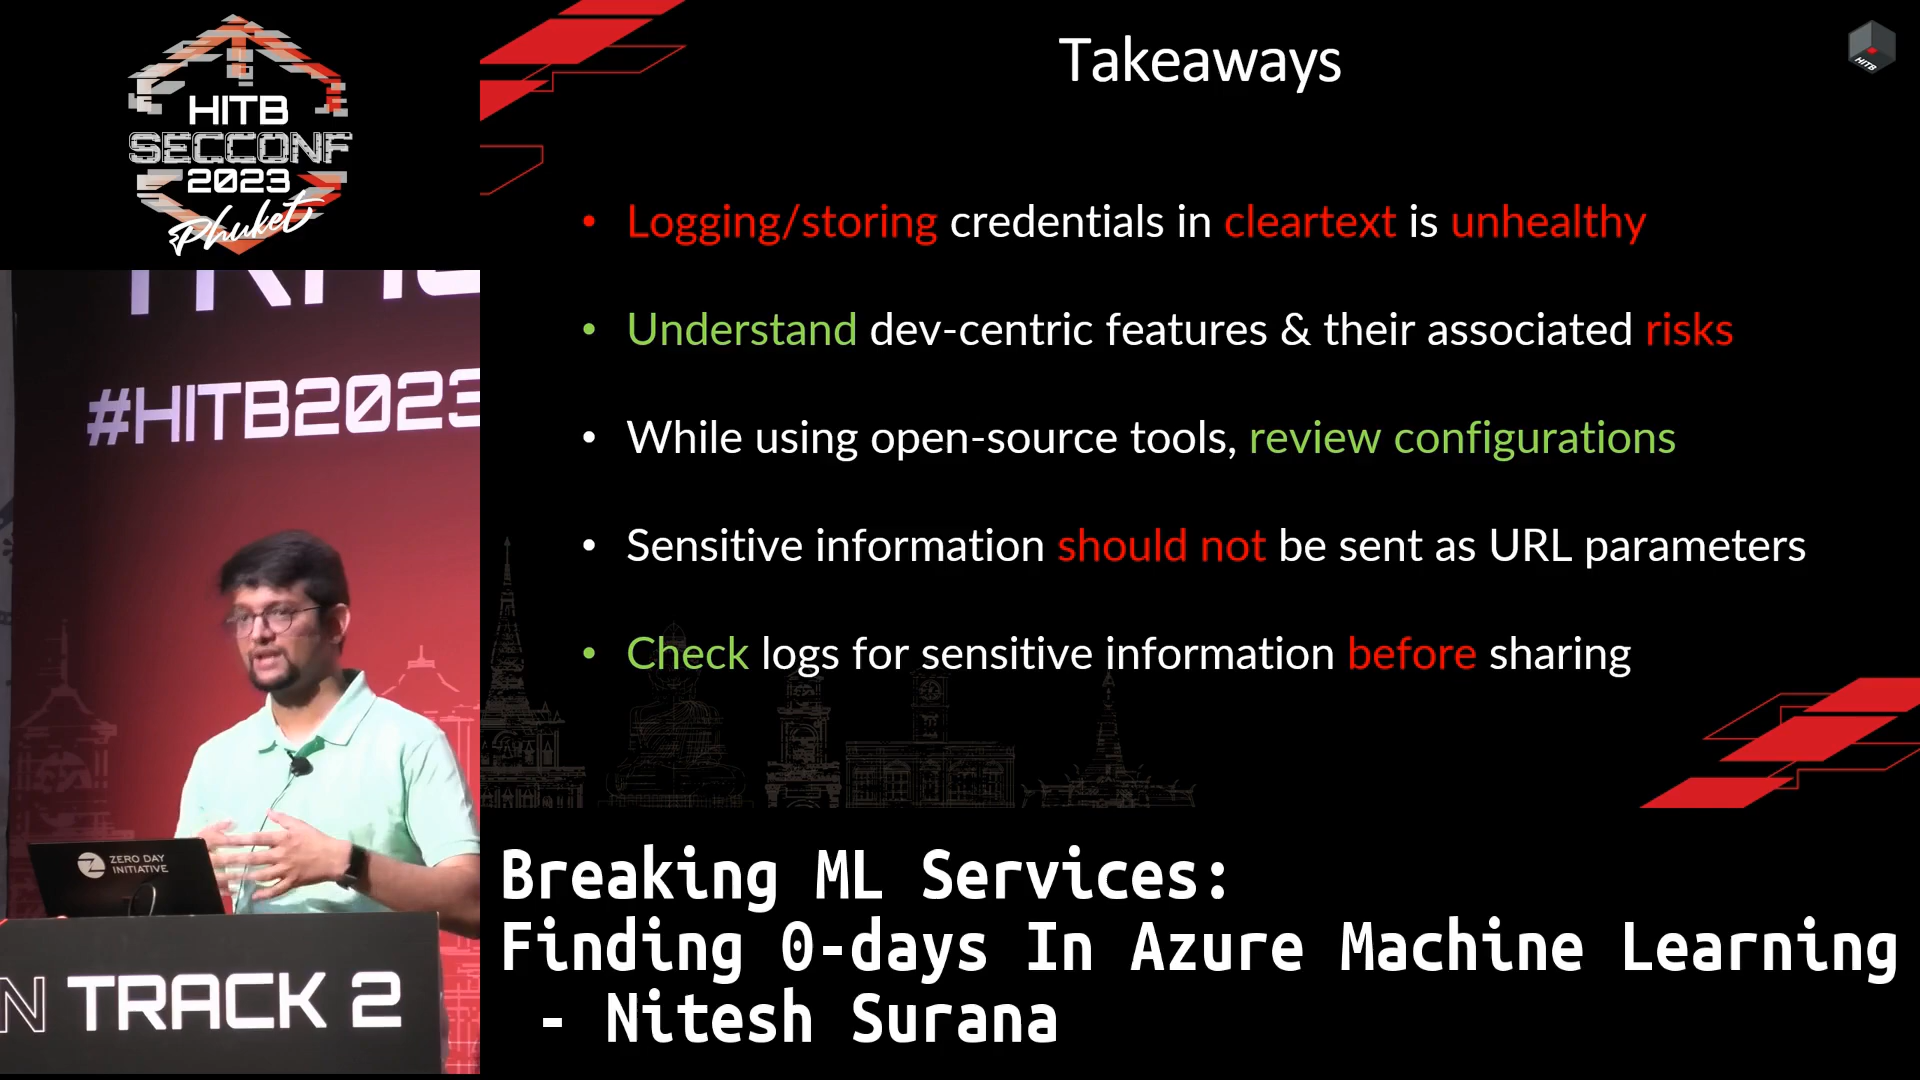 HITB
SECCONF
2023
Phuket
Takeaways
HITB
• Logging/storing credentials in cleartext is unhealthy
• Understand dev-centric features & their associated risks
• While using open-source tools, review configurations
• Sensitive information should not be sent as URL parameters
• Check logs for sensitive information before sharing
#HITB2023
ZERO DAY
INITIATIVE
N TRACK 2
Breaking ML Services:
Finding 0-days In Azure Machine Learning
- Nitesh Surana